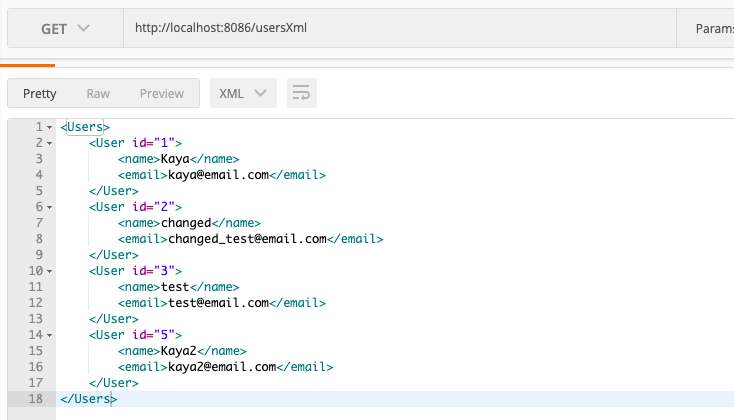 GET http://localhost:8086/usersXml Params
Pretty Raw Preview XML
1 <Users>
2 <User id="1">
3 <name>Kaya</name>
4 <email>kaya@email.com</email>
5 </User>
6 <User id="2">
7 <name>changed</name>
8 <email>changed_test@email.com</email>
9 </User>
10 <User id="3">
11 <name>test</name>
12 <email>test@email.com</email>
13 </User>
14 <User id="5">
15 <name>Kaya2</name>
16 <email>kaya2@email.com</email>
17 </User>
18 </Users>